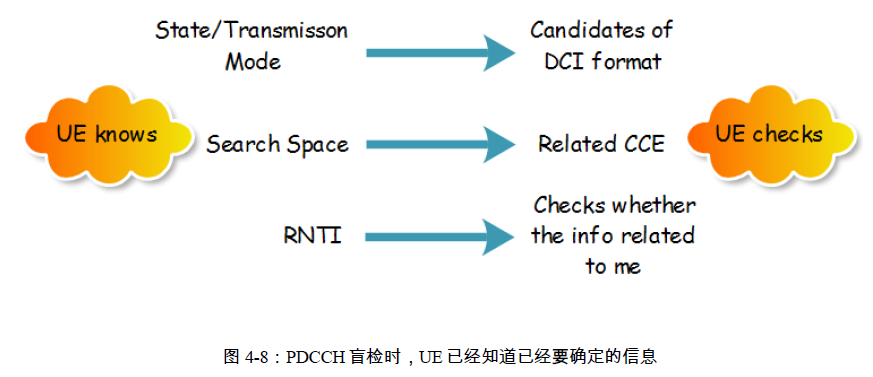 State/Transmisson
Mode
Candidates of
DCI format
UE knows
Search Space
Related CCE
UE checks
RNTI
Checks whether
the info related
to me
图 4-8：PDCCH 盲检时，UE 已经知道已经要确定的信息